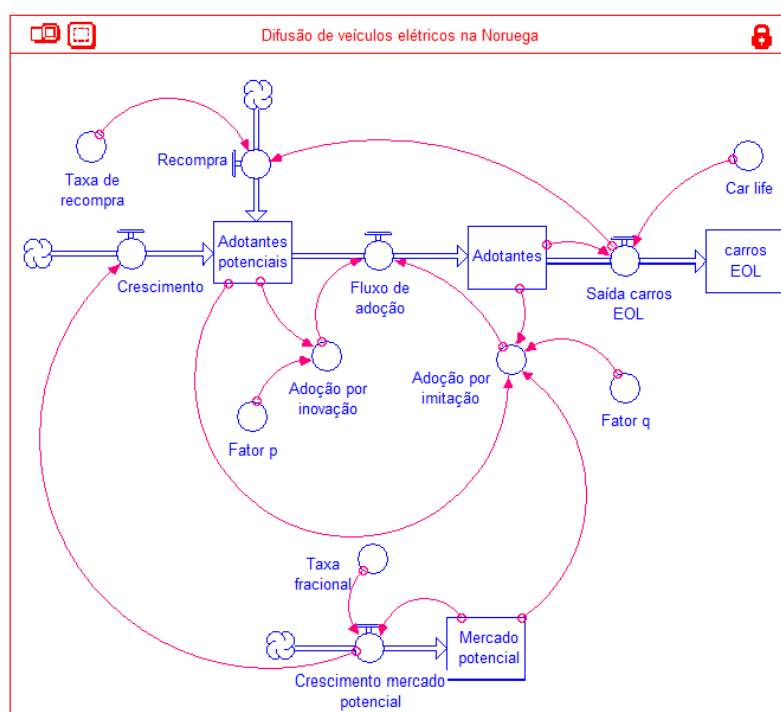 Difusão de veículos elétricos na Noruega
Recompra
Taxa de
recompra
Car life
Adotantes
potenciais
Adotantes
carros
EOL
Crescimento
Fluxo de
adoção
Saída carros
EOL
Adoção por
inovação
Adoção por
imitação
Fator p
Fator q
Taxa
fracional
Mercado
potencial
Crescimento mercado
potencial